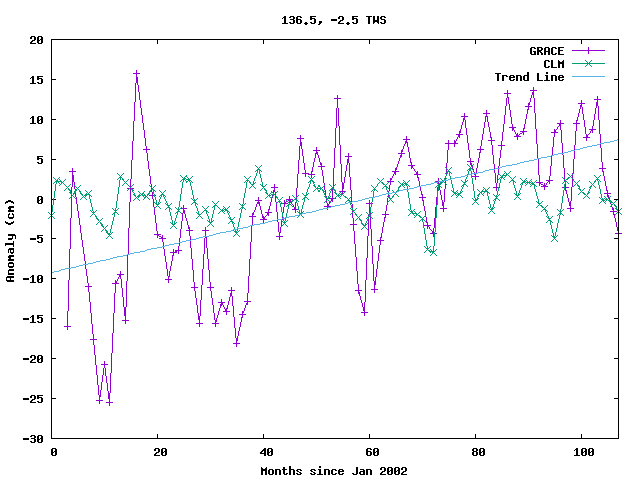 136.5, -2.5 TWS
GRACE
CLM
Trend Line
20
15
10
5
0
-5
-10
-15
-20
-25
-30
Anomaly (cm)
0 20 40 60 80 100
Months since Jan 2002